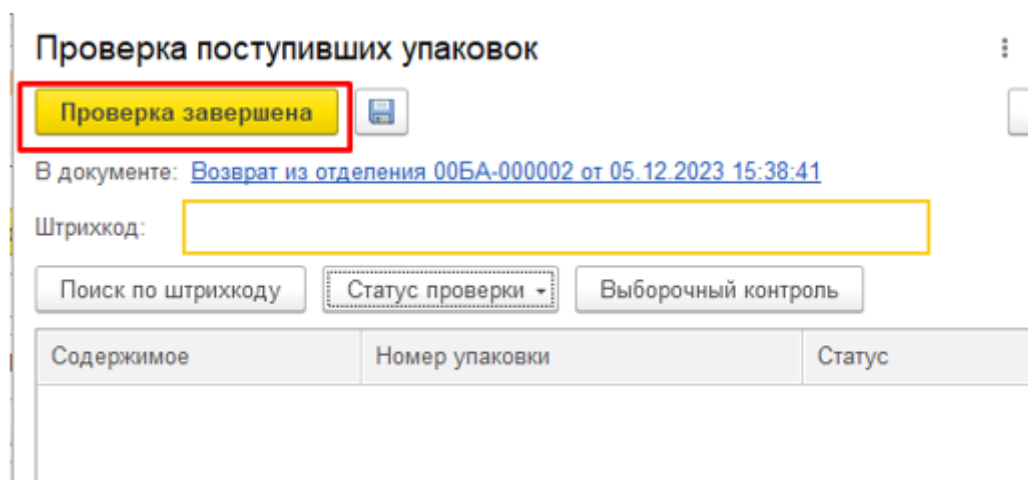 Проверка поступивших упаковок
Проверка завершена
В документе: Возврат из отделения 00БА-000002 от 05.12.2023 15:38:41
Штрихкод:
Поиск по штрихкоду Статус проверки Выборочный контроль
Содержимое Номер упаковки Статус